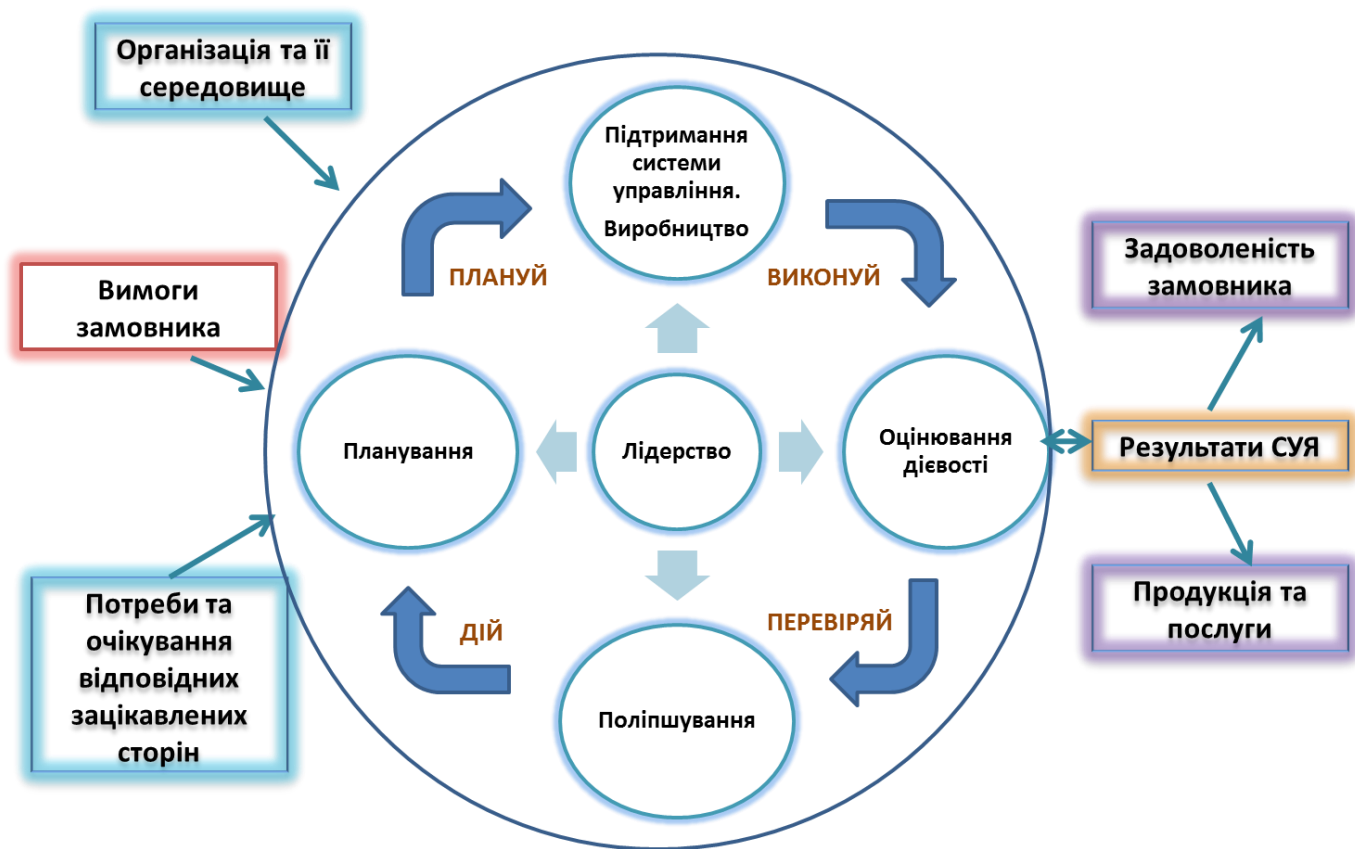 Організація та її
середовище
Підтримання
системи
управління.
Виробництво
ПЛАНУЙ
ВИКОНУЙ
Задоволеність
замовника
Вимоги
замовника
Планування
Лідерство
Оцінювання
дієвості
Результати СУЯ
Потреби та
очікування
відповідних
зацікавлених
сторін
ДІЙ
ПЕРЕВІРЯЙ
Продукція та
послуги
Поліпшування